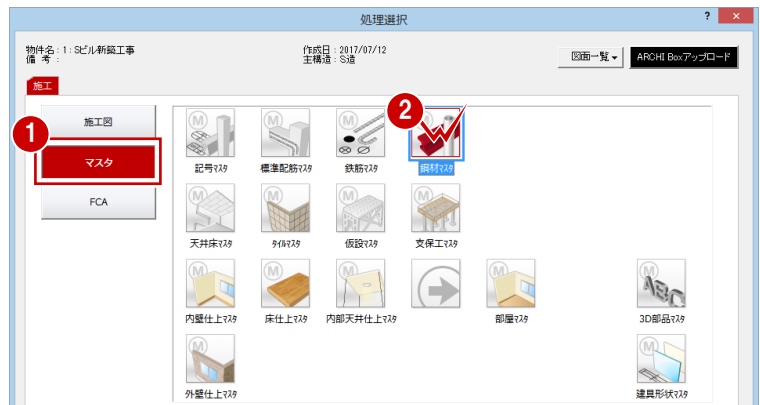 処理選択
? ×
物件名:1:Sビル新築工事
作成日:2017/07/12
備 考 :
主構造:S造
図面一覧▼
ARCHI Boxアップロード
施工
施工図
1
マスタ
FCA
2
M
記号ﾏｽﾀ
M
標準配筋ﾏｽﾀ
鉄筋ﾏｽﾀ
鋼材ﾏｽﾀ
M
天井床ﾏｽﾀ
M
ﾀｲﾙﾏｽﾀ
M
仮設ﾏｽﾀ
M
支保工ﾏｽﾀ
M
内壁仕上ﾏｽﾀ
M
床仕上ﾏｽﾀ
M
内部天井仕上ﾏｽﾀ
M
部屋ﾏｽﾀ
M
ABC
3D部品ﾏｽﾀ
M
外壁仕上ﾏｽﾀ
M
建具形状ﾏｽﾀ